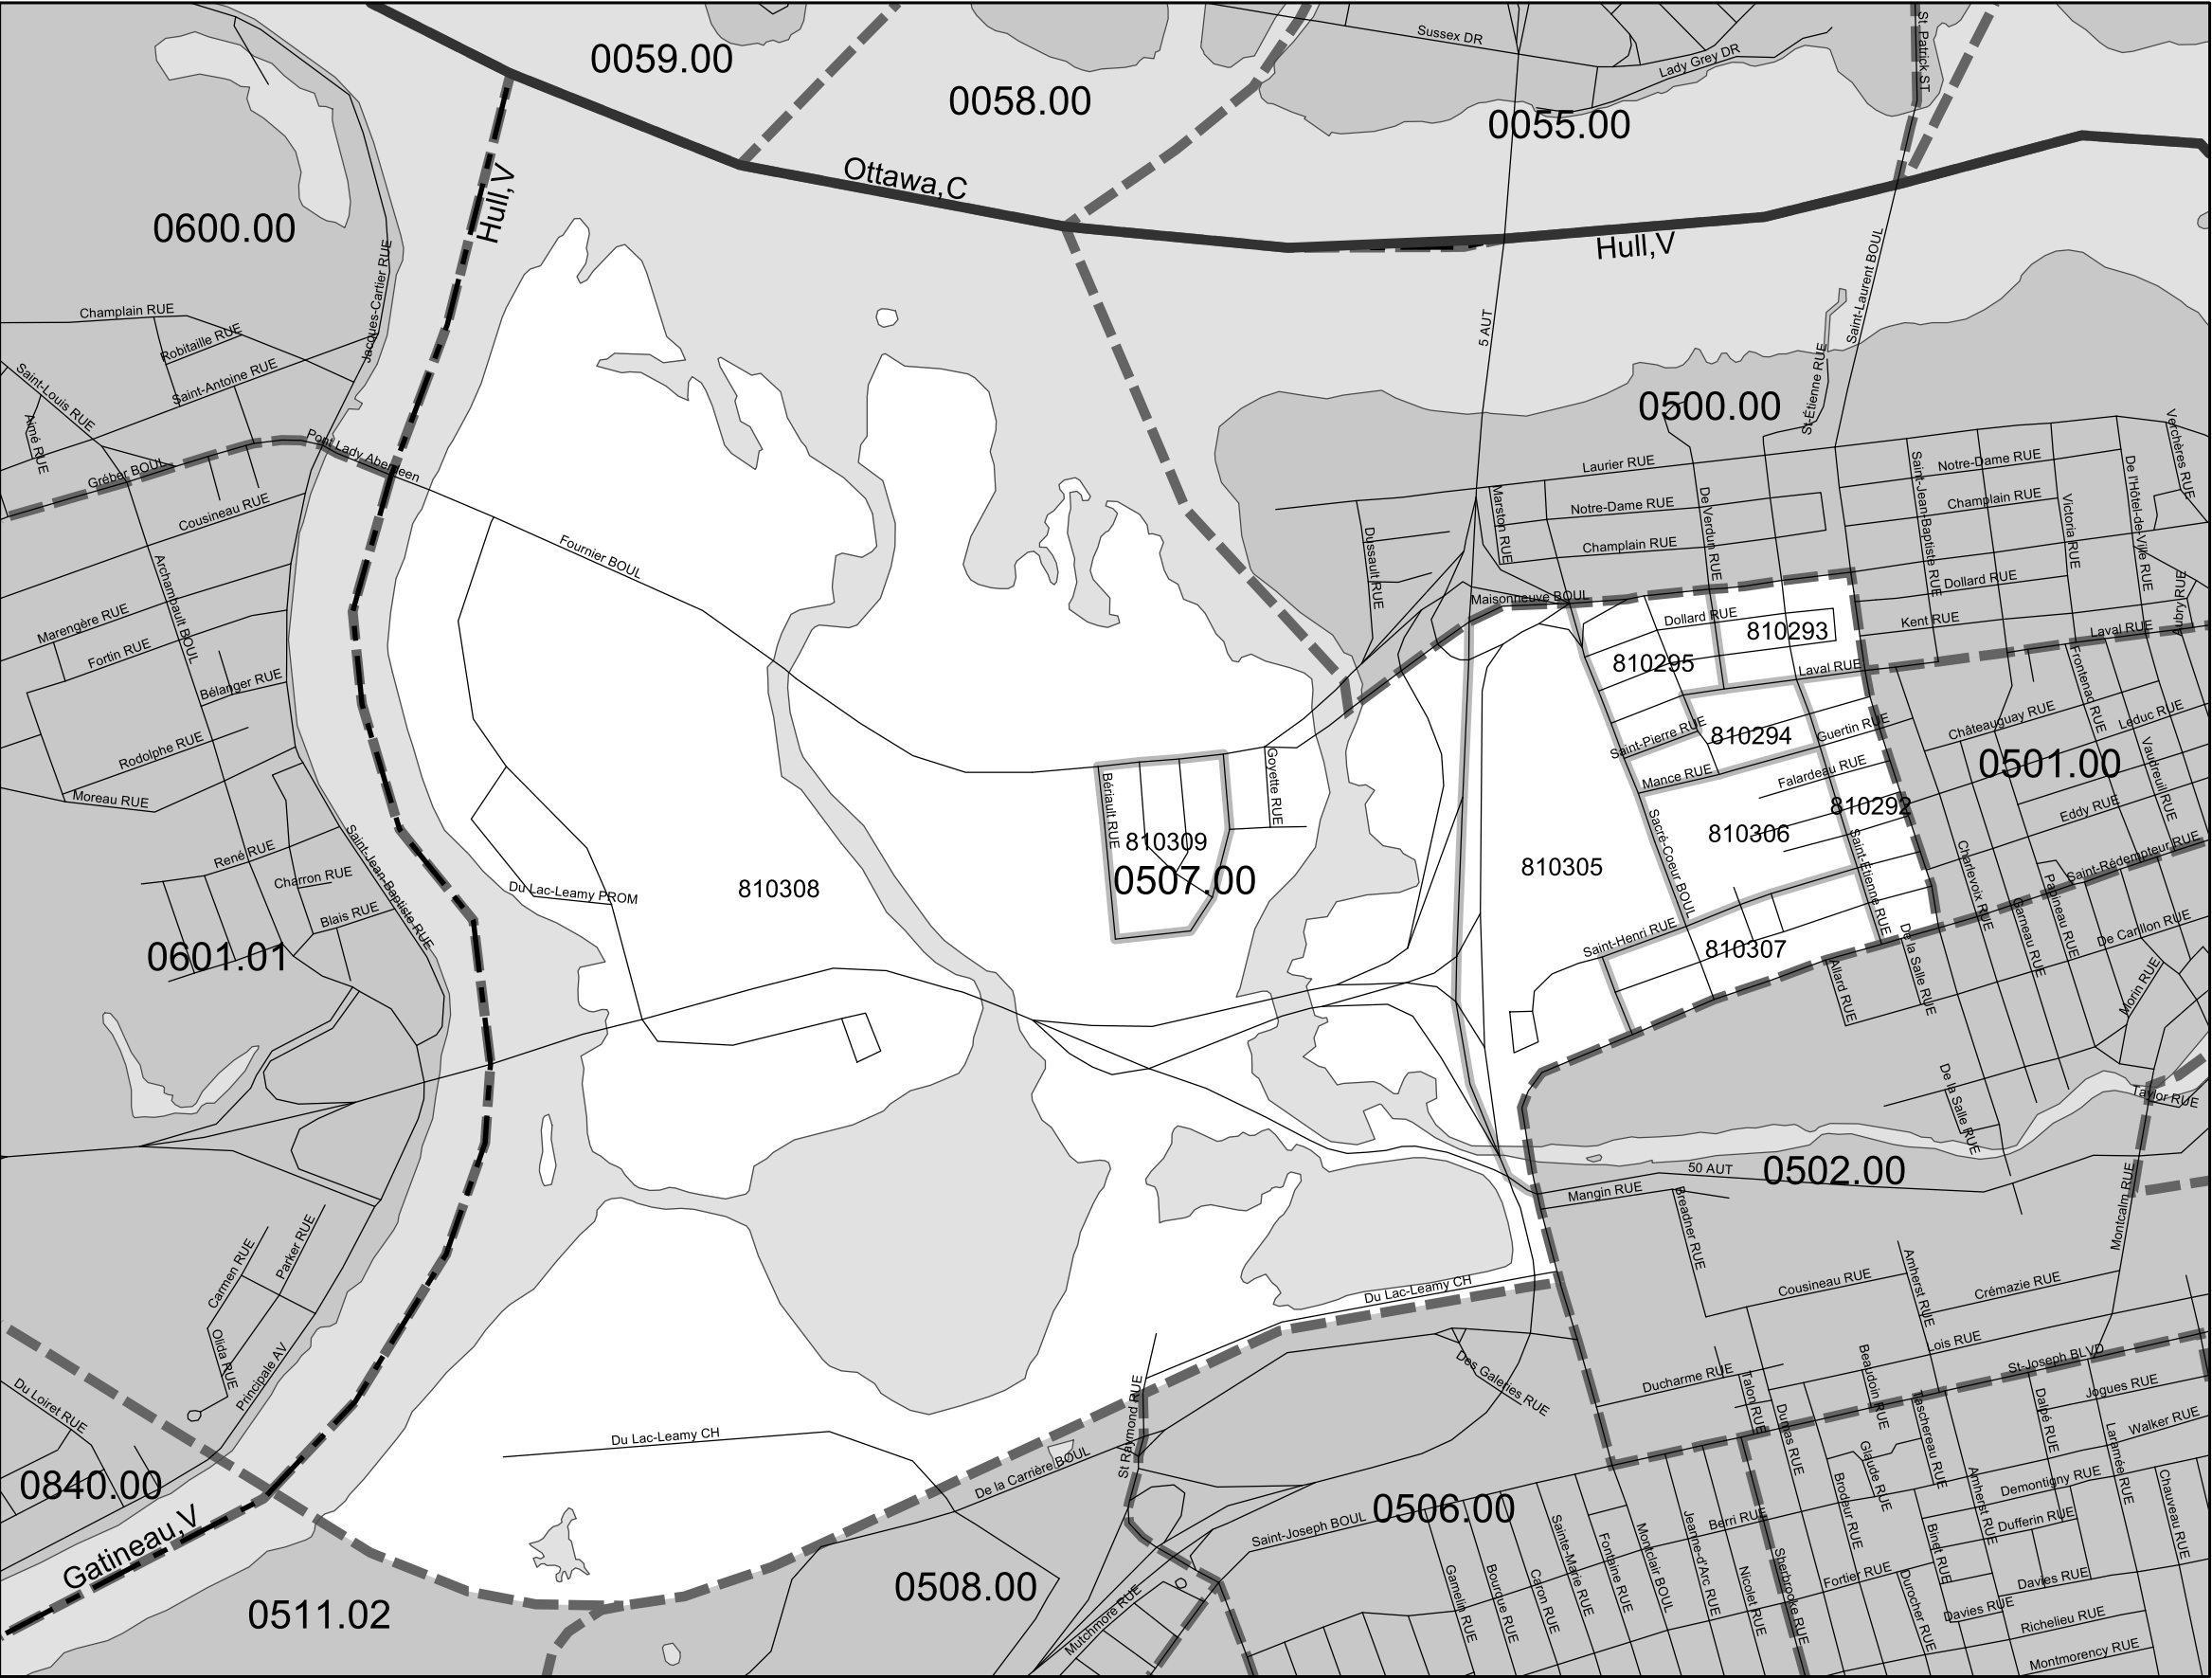 0059.00
0058.00
0055.00
Sussex DR
Lady Grey DR
St. Patrick ST
Ottawa,C
Hull,V
Hull,V
0600.00
Jacques-Cartier RUE
Champlain RUE
Robitaille RUE
Saint-Antoine RUE
Saint-Louis RUE
Aimé RUE
Gréber BOUL
Pont Lady Aberdeen
Cousineau RUE
Archambault BOUL
Marengère RUE
Fortin RUE
Bélanger RUE
Rodolphe RUE
Moreau RUE
René RUE
Charron RUE
Blais RUE
Saint-Jean-Baptiste RUE
0601.01
Carmen RUE
Parker RUE
Olida RUE
Principale AV
Du Loiret RUE
0840.00
Gatineau,V
0511.02
Fournier BOUL
Du Lac-Leamy PROM
810308
Bériault RUE
Goyette RUE
810309
0507.00
Du Lac-Leamy CH
Du Lac-Leamy CH
De la Carrière BOUL
St Raymond RUE
0508.00
Mutchmore RUE
Des Galeries RUE
Saint-Joseph BOUL
0506.00
5 AUT
Saint-Laurent BOUL
St-Étienne RUE
0500.00
Laurier RUE
Notre-Dame RUE
Champlain RUE
Marston RUE
Dussault RUE
De Verdun RUE
Maisonneuve BOUL
Notre-Dame RUE
Champlain RUE
Saint-Jean-Baptiste RUE
Victoria RUE
De l'Hôtel-de-Ville RUE
Verchères RUE
Dollard RUE
Kent RUE
Laval RUE
Aubry RUE
Dollard RUE
810293
810295
Laval RUE
Saint-Pierre RUE
810294
Guertin RUE
Mance RUE
Falardeau RUE
810292
810306
810305
Sacré-Coeur BOUL
Saint-Étienne RUE
Saint-Henri RUE
810307
Frontenac RUE
Châteauguay RUE
Leduc RUE
0501.00
Vaudreuil RUE
Eddy RUE
Charlevoix RUE
Saint-Rédempteur RUE
Garneau RUE
Papineau RUE
De Carillon RUE
De la Salle RUE
Allard RUE
Morin RUE
De la Salle RUE
Taylor RUE
50 AUT
0502.00
Mangin RUE
Breadner RUE
Montcalm RUE
Cousineau RUE
Amherst RUE
Crémazie RUE
Lois RUE
St-Joseph BLVD
Ducharme RUE
Talon RUE
Beaudoin RUE
Dumas RUE
Taschereau RUE
Dalpé RUE
Jogues RUE
Walker RUE
Laramée RUE
Glaude RUE
Brodeur RUE
Amherst RUE
Demontigny RUE
Chauveau RUE
Dufferin RUE
Berri RUE
Binet RUE
Fortier RUE
Davies RUE
Davies RUE
Durocher RUE
Richelieu RUE
Montmorency RUE
Gamelin RUE
Bourque RUE
Caron RUE
Sainte-Marie RUE
Fontaine RUE
Montclair BOUL
Jeanne-d'Arc RUE
Nicolet RUE
Sherbrooke RUE